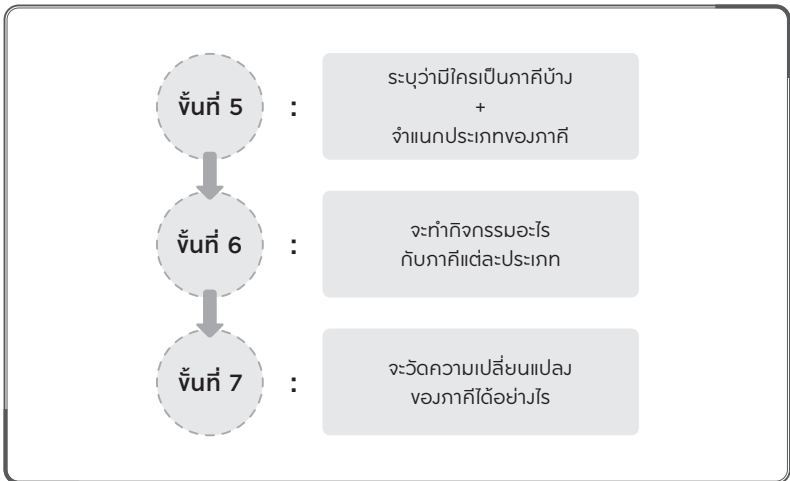 ขั้นที่ 5 : ระบุว่ามีใครเป็นภาคีบ้าง
+
จำแนกประเภทของภาคี
ขั้นที่ 6 : จะทำกิจกรรมอะไร
กับภาคีแต่ละประเภท
ขั้นที่ 7 : จะวัดความเปลี่ยนแปลง
ของภาคีได้อย่างไร